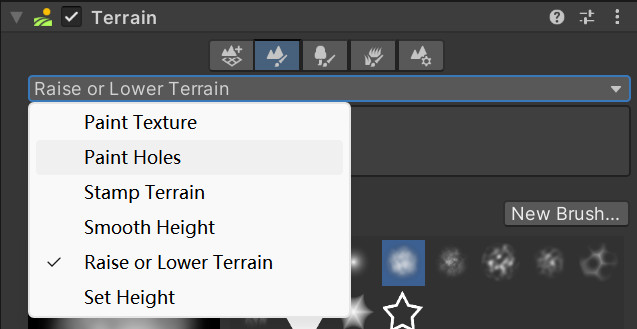 Terrain
Raise or Lower Terrain
Paint Texture
Paint Holes
Stamp Terrain
Smooth Height
Raise or Lower Terrain
Set Height
New Brush...